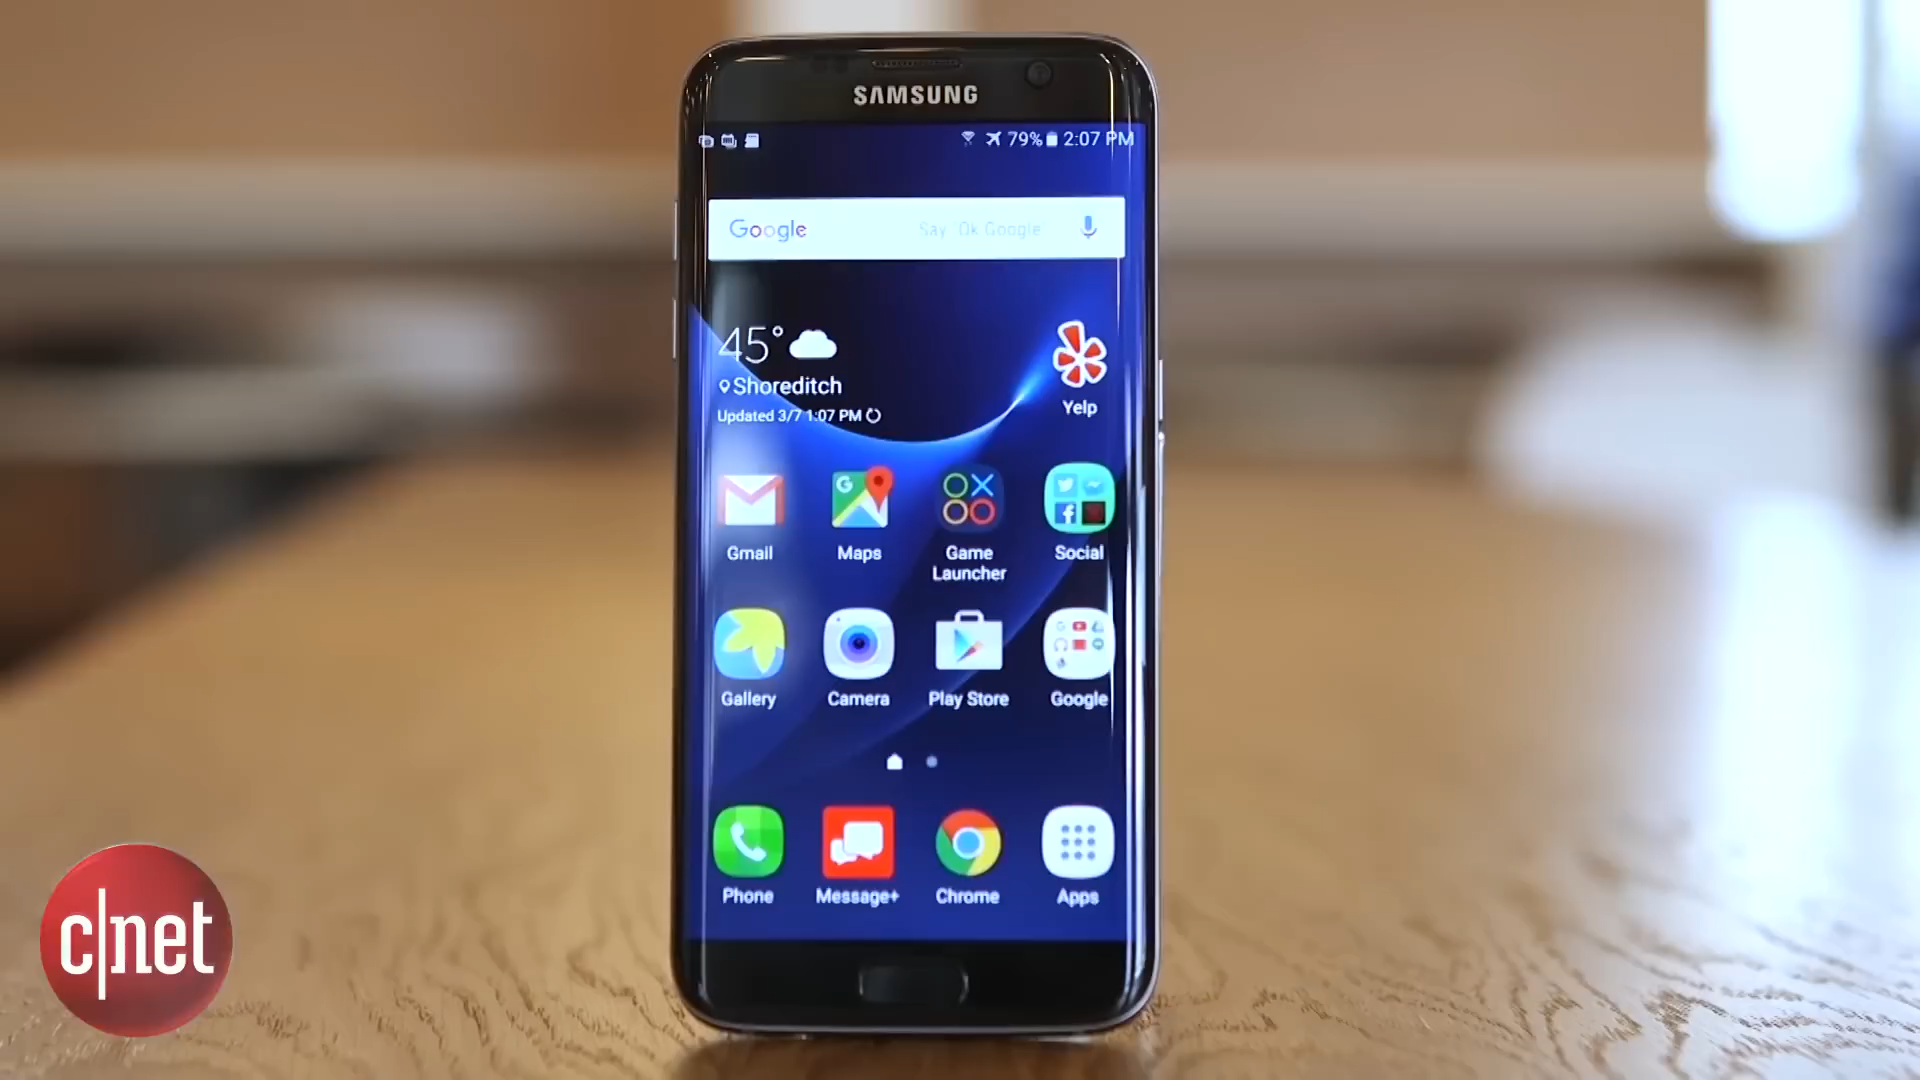 SAMSUNG
79% 2:07 PM
Google Say "Ok Google"
45°
Shoreditch
Updated 3/7 1:07 PM
Yelp
Gmail Maps Game Launcher Social
Gallery Camera Play Store Google
Phone Message+ Chrome Apps
c|net